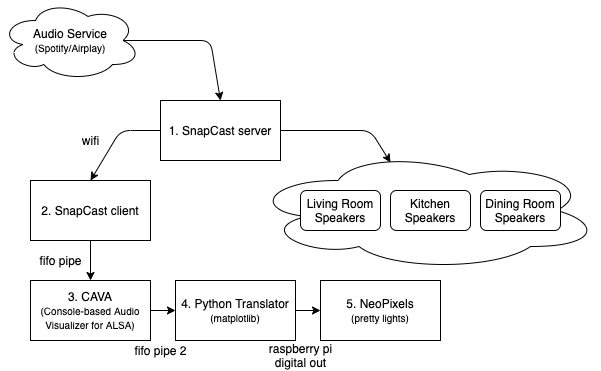 Audio Service
(Spotify/Airplay)
1. SnapCast server
wifi
2. SnapCast client
Living Room
Speakers
Kitchen
Speakers
Dining Room
Speakers
fifo pipe
3. CAVA
(Console-based Audio
Visualizer for ALSA)
4. Python Translator
(matplotlib)
5. NeoPixels
(pretty lights)
fifo pipe 2
raspberry pi
digital out